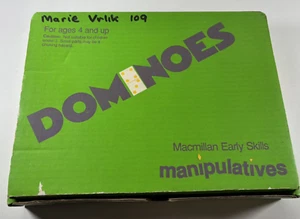 Marie Vrlik 109
For ages 4 and up
DOMINOES
Macmillan Early Skills
manipulatives